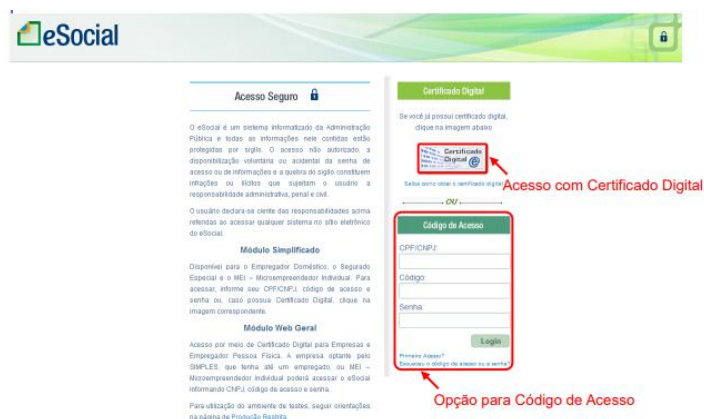 eSocial
Acesso Seguro
O eSocial é um sistema informatizado da Administração
Pública e todas as informações nele contidas estão
protegidas por sigilo. O acesso não autorizado, a
disponibilização voluntária ou acidental da senha de
acesso ou de informações e a quebra do sigilo constituem
infrações ou ilícitos que sujeitam o usuário a
responsabilidade administrativa, penal e civil.
O usuário declara-se ciente das responsabilidades acima
referidas ao acessar qualquer sistema no sítio eletrônico
do eSocial.
Módulo Simplificado
Disponível para o Empregador Doméstico, o Segurado
Especial e o MEI – Microempreendedor Individual. Para
acessar, informe seu CPF/CNPJ, código de acesso e
senha ou, caso possua Certificado Digital, clique na
imagem correspondente.
Módulo Web Geral
Acesso por meio de Certificado Digital para Empresas e
Empregador Pessoa Física. A empresa optante pelo
SIMPLES, que tenha até um empregado, ou MEI –
Microempreendedor Individual poderá acessar o eSocial
informando CNPJ, código de acesso e senha.
Para utilização do ambiente de testes, seguir orientações
na página de Produção Restrita.
Certificado Digital
Se você já possui certificado digital,
clique na imagem abaixo
Certificado
Digital
Saiba como obter o certificado digital
Acesso com Certificado Digital
OU
Código de Acesso
CPF/CNPJ:
Código:
Senha:
Login
Primeiro Acesso?
Esqueceu o código de acesso ou a senha?
Opção para Código de Acesso